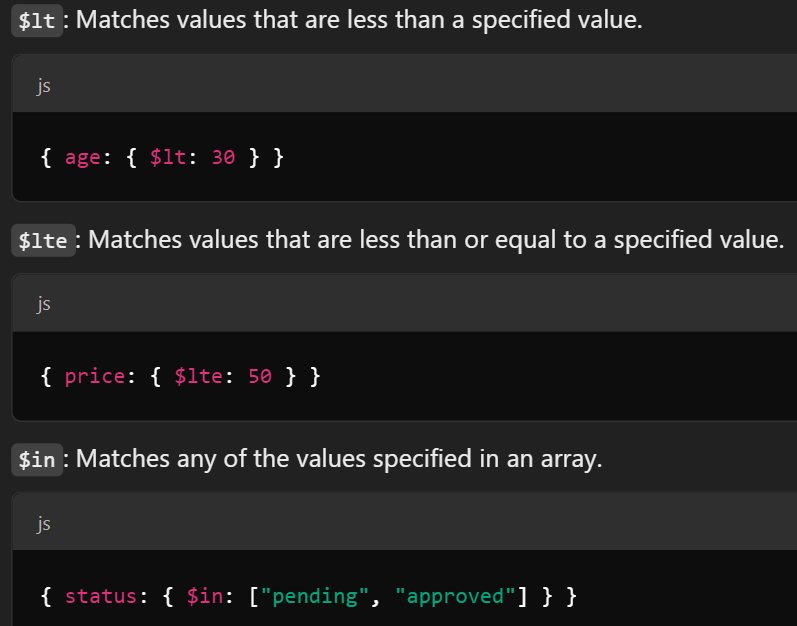 $lt: Matches values that are less than a specified value.
js
{ age: { $lt: 30 } }
$lte: Matches values that are less than or equal to a specified value.
js
{ price: { $lte: 50 } }
$in: Matches any of the values specified in an array.
js
{ status: { $in: ["pending", "approved"] } }